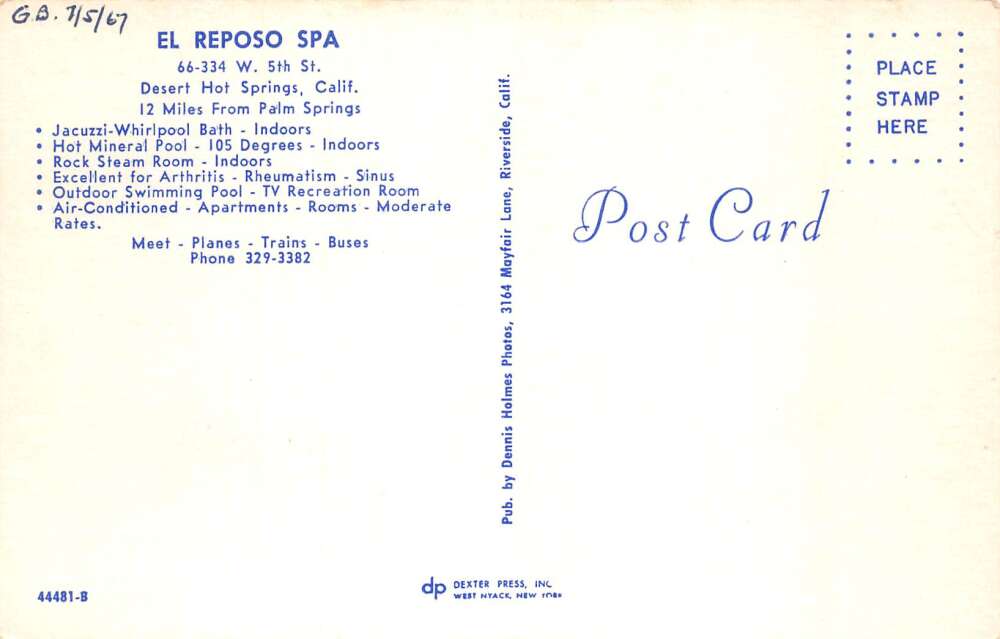 G.B. 7/5/67
EL REPOSO SPA
66-334 W. 5th St.
Desert Hot Springs, Calif.
12 Miles From Palm Springs
• Jacuzzi-Whirlpool Bath - Indoors
• Hot Mineral Pool - 105 Degrees - Indoors
• Rock Steam Room - Indoors
• Excellent for Arthritis - Rheumatism - Sinus
• Outdoor Swimming Pool - TV Recreation Room
• Air-Conditioned - Apartments - Rooms - Moderate
Rates.
Meet - Planes - Trains - Buses
Phone 329-3382
44481-B
Pub. by Dennis Holmes Photos, 3164 Mayfair Lane, Riverside, Calif.
dp DEXTER PRESS, INC
WEST NYACK, NEW YORK
PLACE
STAMP
HERE
Post Card